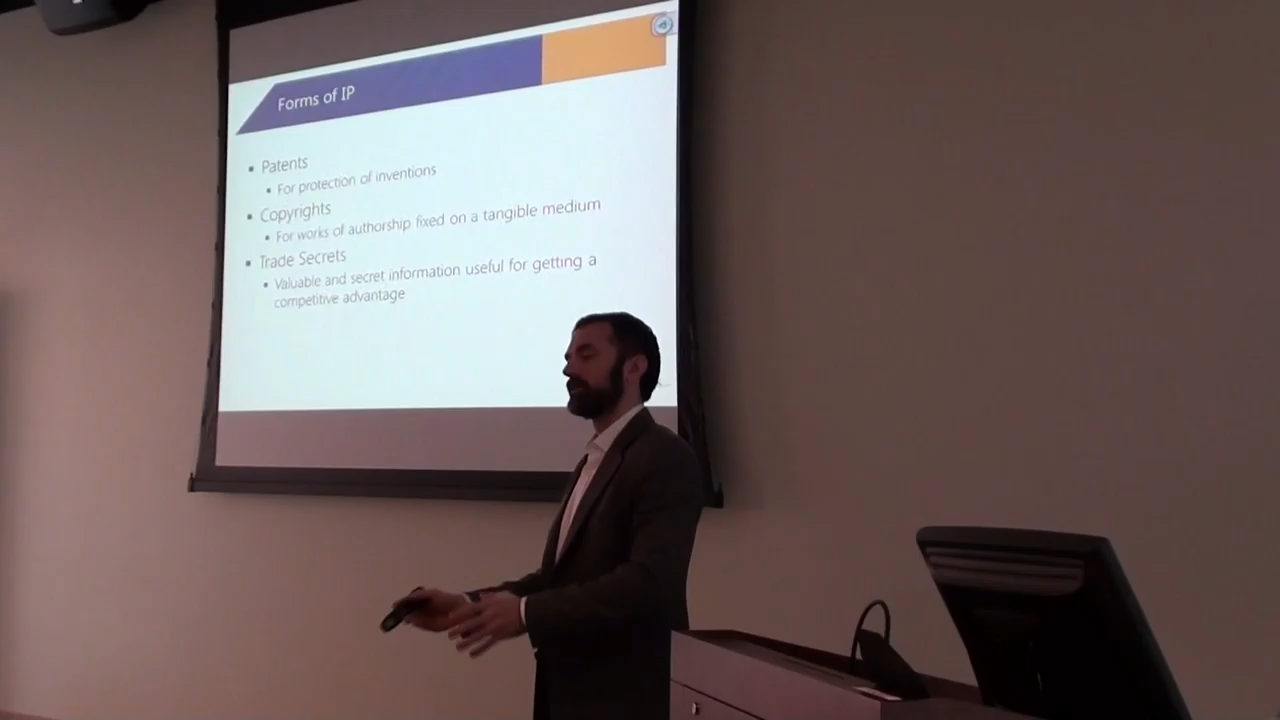 Forms of IP
Patents
For protection of inventions
Copyrights
For works of authorship fixed on a tangible medium
Trade Secrets
Valuable and secret information useful for getting a
competitive advantage